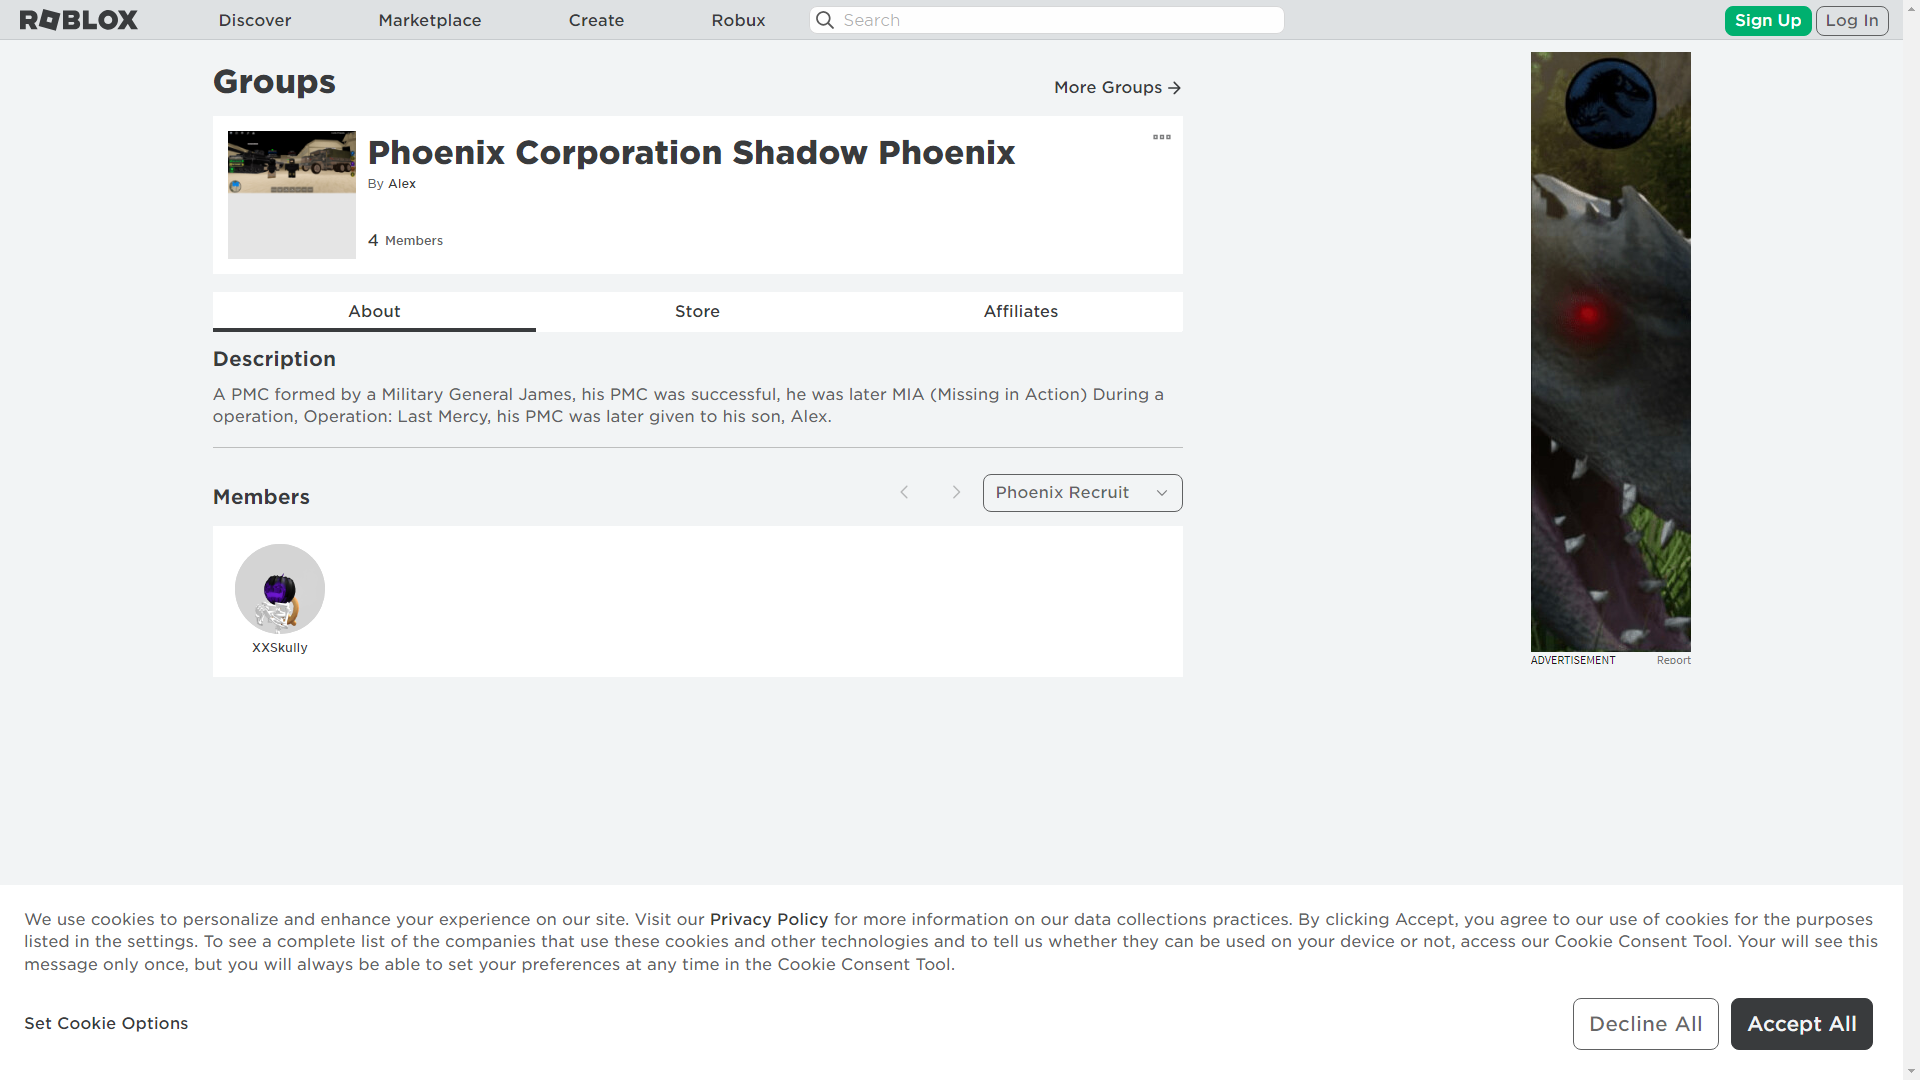 ROBLOX
Discover
Marketplace
Create
Robux
Search
Sign Up
Log In
Groups
More Groups
Phoenix Corporation Shadow Phoenix
By Alex
4 Members
About
Store
Affiliates
Description
A PMC formed by a Military General James, his PMC was successful, he was later MIA (Missing in Action) During a
operation, Operation: Last Mercy, his PMC was later given to his son, Alex.
Members
Phoenix Recruit
XXSkully
ADVERTISEMENT
Report
We use cookies to personalize and enhance your experience on our site. Visit our Privacy Policy for more information on our data collections practices. By clicking Accept, you agree to our use of cookies for the purposes
listed in the settings. To see a complete list of the companies that use these cookies and other technologies and to tell us whether they can be used on your device or not, access our Cookie Consent Tool. Your will see this
message only once, but you will always be able to set your preferences at any time in the Cookie Consent Tool.
Set Cookie Options
Decline All
Accept All